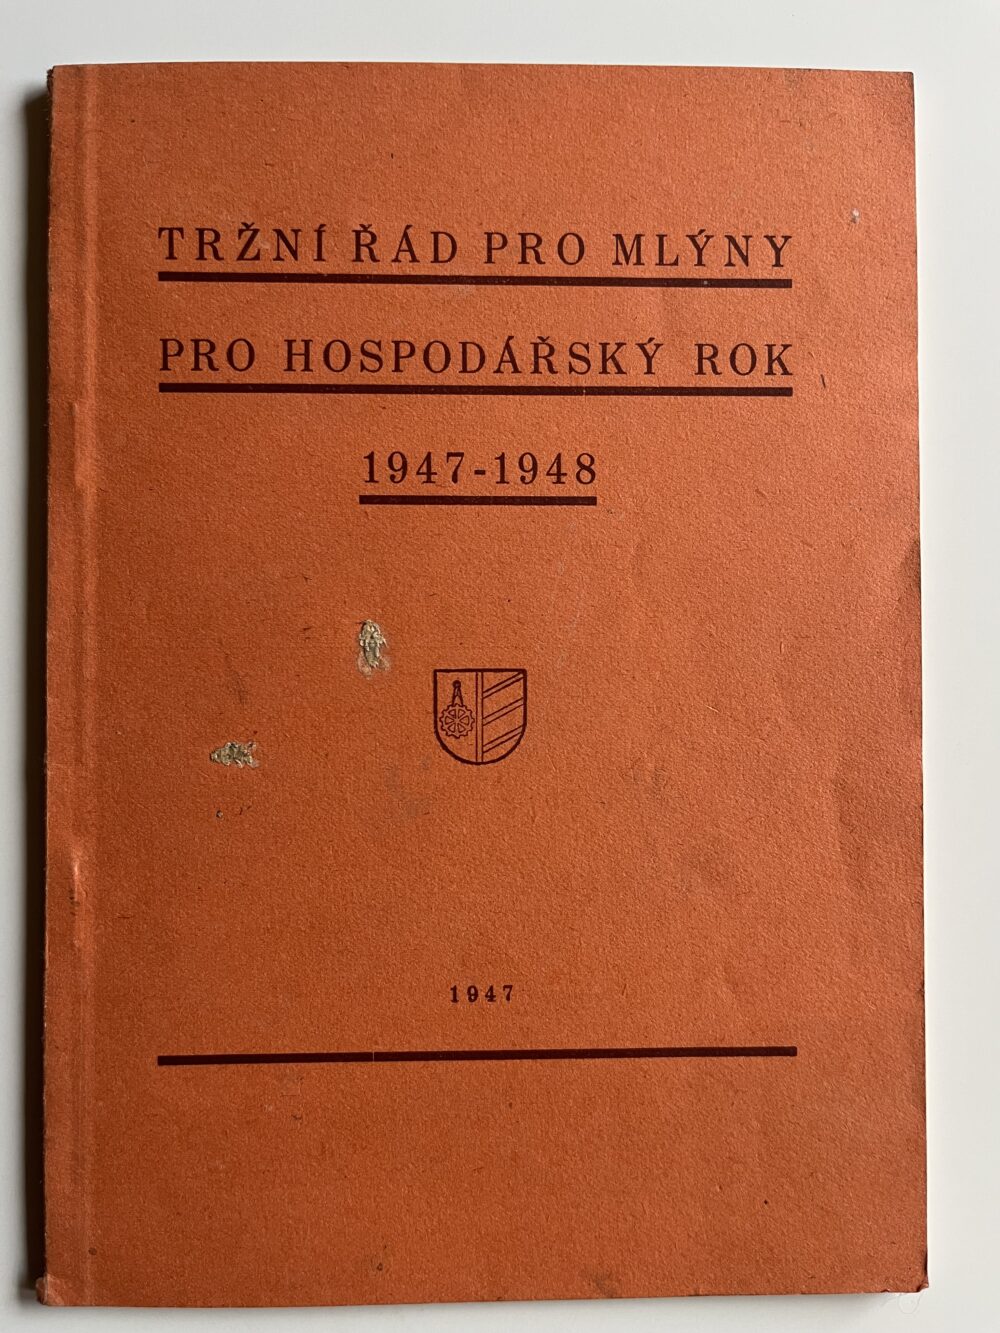 TRŽNÍ ŘÁD PRO MLÝNY
PRO HOSPODÁŘSKÝ ROK
1947-1948
1947